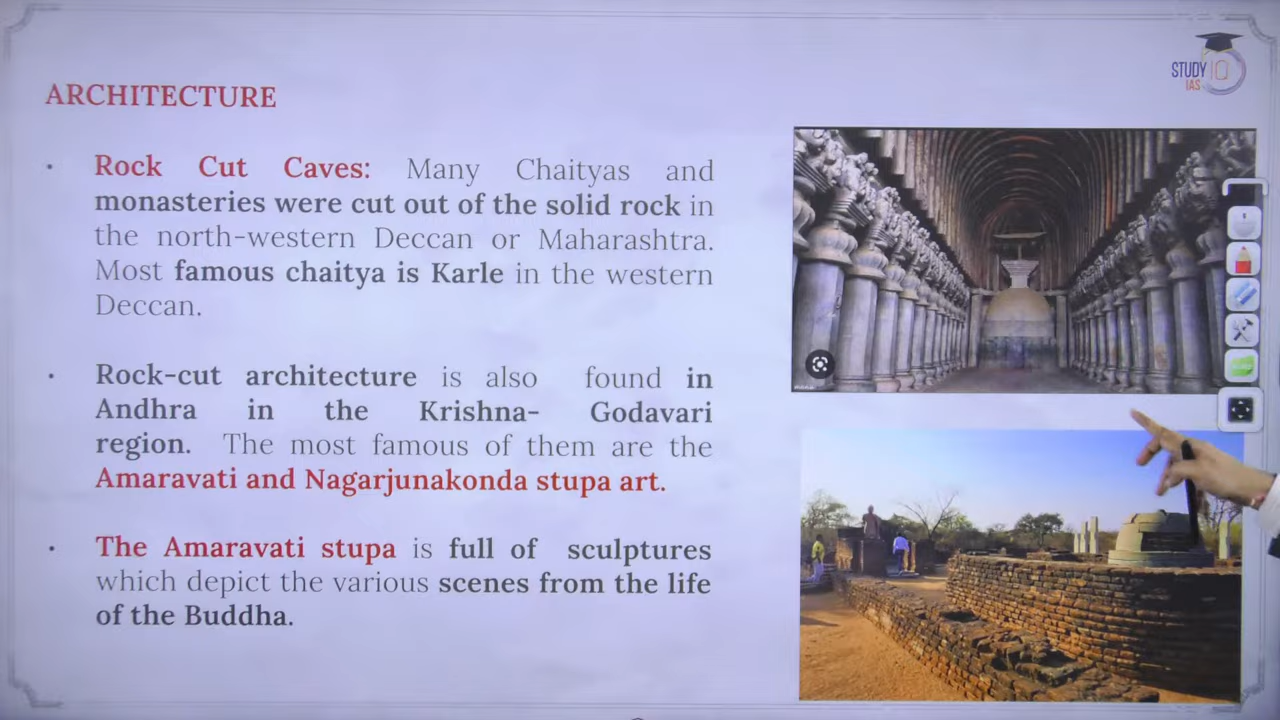 STUDY IQ
IAS
ARCHITECTURE
• Rock Cut Caves: Many Chaityas and
monasteries were cut out of the solid rock in
the north-western Deccan or Maharashtra.
Most famous chaitya is Karle in the western
Deccan.
• Rock-cut architecture is also found in
Andhra in the Krishna- Godavari
region. The most famous of them are the
Amaravati and Nagarjunakonda stupa art.
• The Amaravati stupa is full of sculptures
which depict the various scenes from the life
of the Buddha.